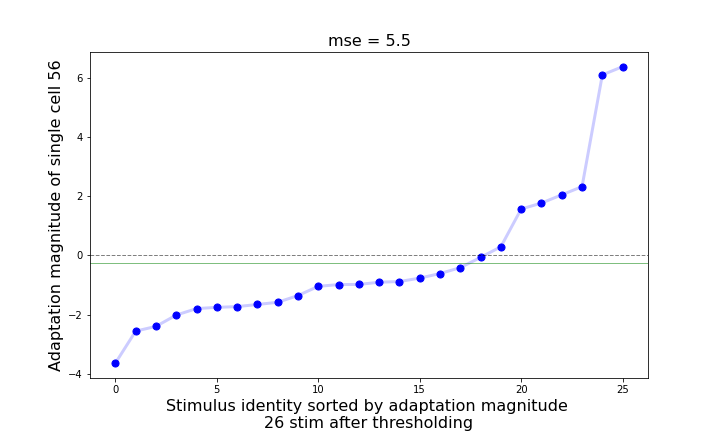 mse = 5.5
Adaptation magnitude of single cell 56
6
4
2
0
−2
−4
0 5 10 15 20 25
Stimulus identity sorted by adaptation magnitude
26 stim after thresholding